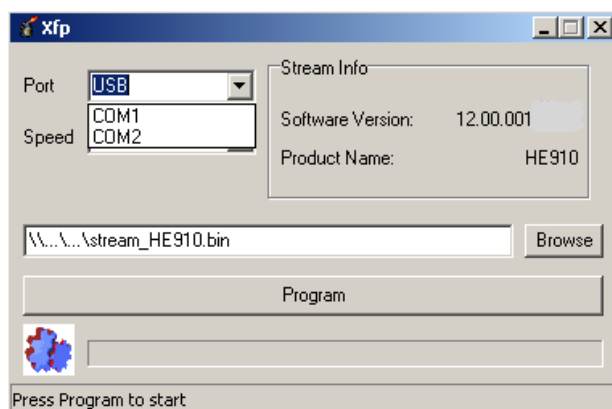 Xfp
Port USB
COM1
COM2
Speed
Stream Info
Software Version: 12.00.001
Product Name: HE910
\\...\...\stream_HE910.bin
Browse
Program
Press Program to start